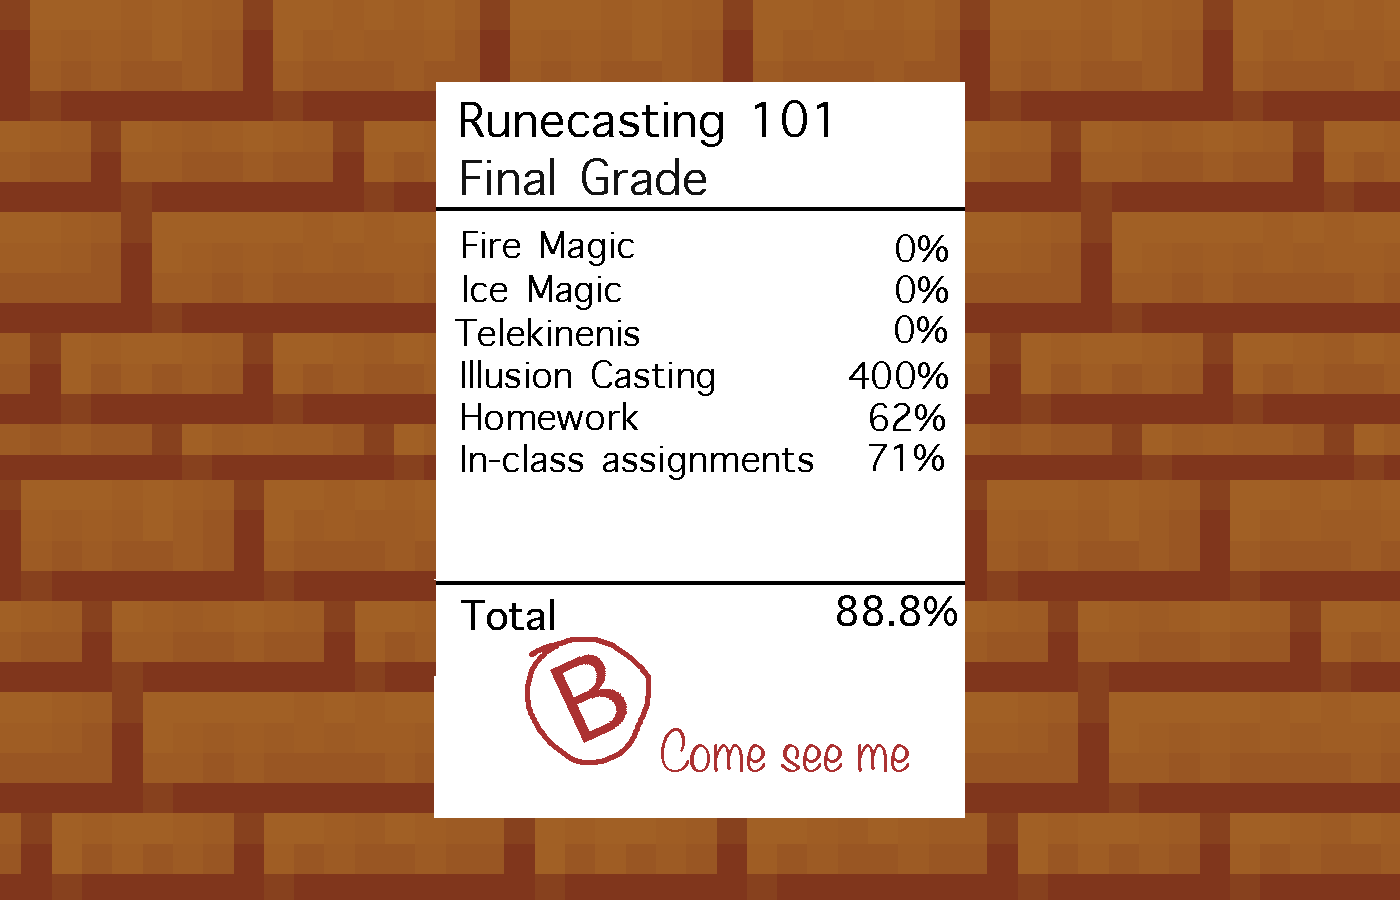 Runecasting 101
Final Grade
Fire Magic 0%
Ice Magic 0%
Telekinenis 0%
Illusion Casting 400%
Homework 62%
In-class assignments 71%
Total 88.8%
B
Come see me